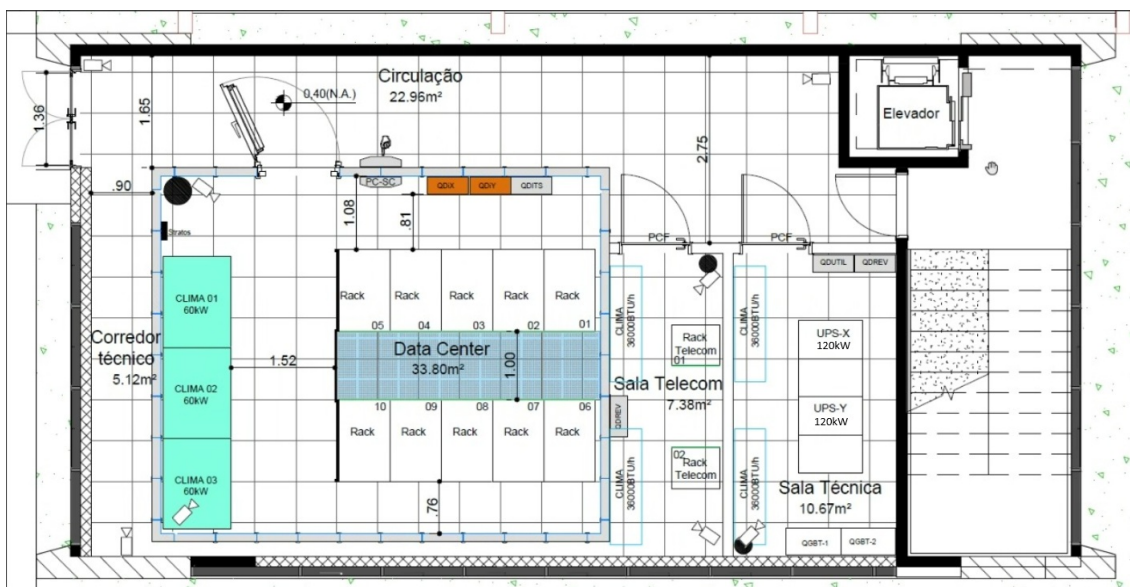 Circulação
22.96m²
0,40(N.A.)
1.36
1.65
2.75
Elevador
.90
PC-SC
QDIX
QDIY
QDITS
1.08
.81
Stratos
PCF
PCF
QDUTIL
QDREV
CLIMA 01
60kW
Rack
Rack
Rack
Rack
Rack
05
04
03
02
01
CLIMA
36000BTU/h
CLIMA
36000BTU/h
Rack
Telecom
01
UPS-X
120kW
Corredor
técnico
5.12m²
1.52
Data Center
33.80m²
1.00
CLIMA 02
60kW
Sala Telecom
7.38m²
QDREV
UPS-Y
120kW
10
09
08
07
06
Rack
Rack
Rack
Rack
Rack
CLIMA 03
60kW
.76
CLIMA
36000BTU/h
02
Rack
Telecom
CLIMA
36000BTU/h
Sala Técnica
10.67m²
QGBT-1
QGBT-2